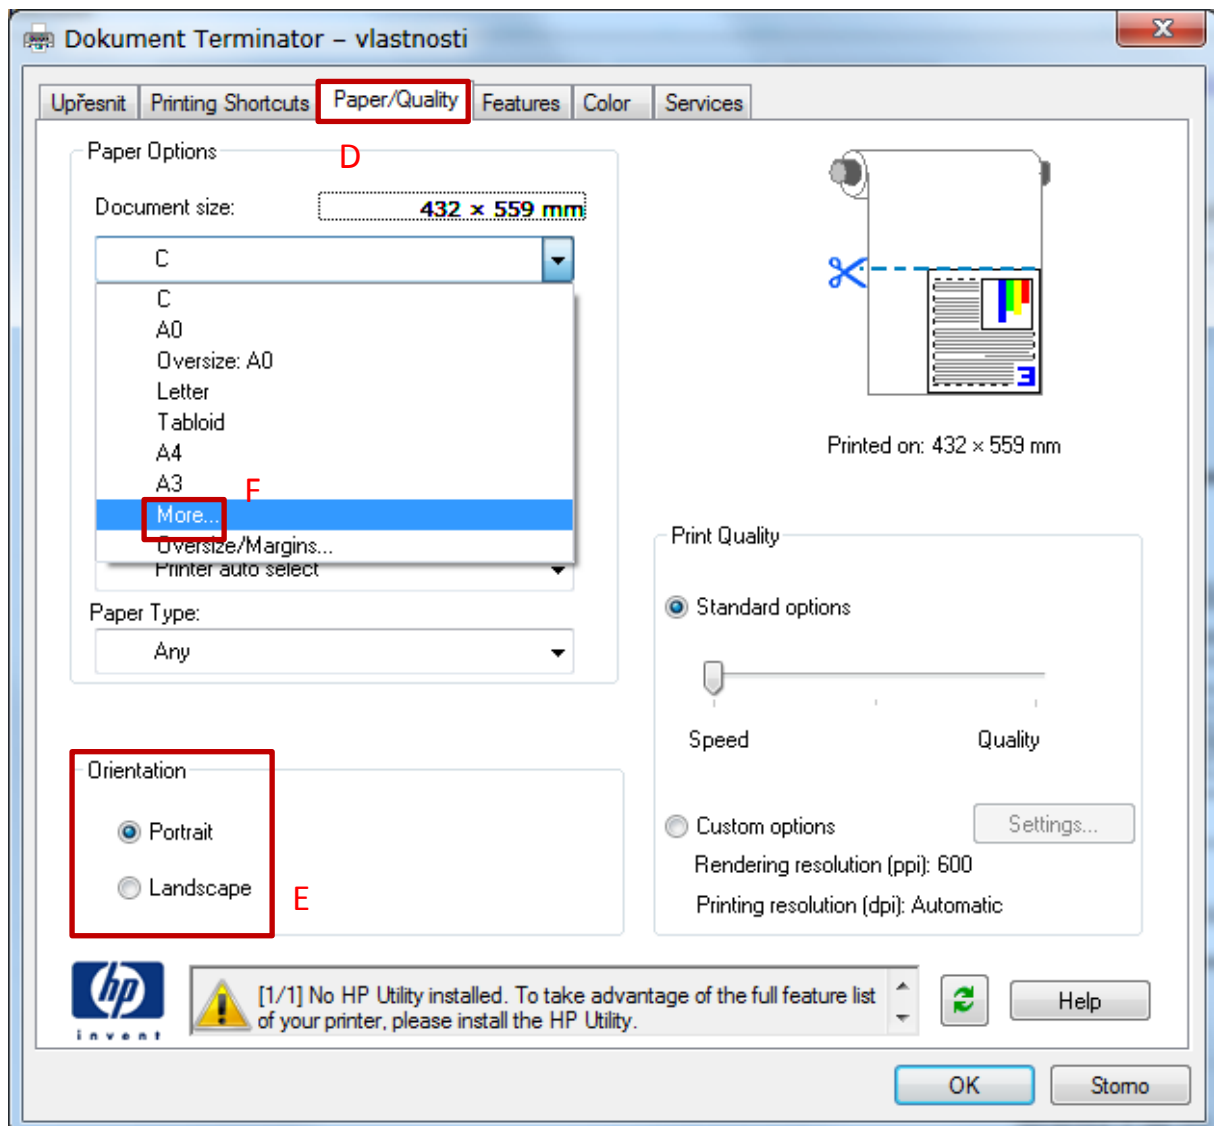 Dokument Terminator – vlastnosti
x
Upřesnit Printing Shortcuts Paper/Quality Features Color Services
Paper Options
D
Document size: 432 × 559 mm
C
C
A0
Oversize: A0
Letter
Tabloid
A4
A3
F
More...
Oversize/Margins...
Printer auto select
Paper Type:
Any
3
Printed on: 432 × 559 mm
Print Quality
Standard options
Speed Quality
Custom options Settings...
Rendering resolution (ppi): 600
Printing resolution (dpi): Automatic
Orientation
Portrait
Landscape
E
hp
invent
[1/1] No HP Utility installed. To take advantage of the full feature list
of your printer, please install the HP Utility.
Help
OK Storno